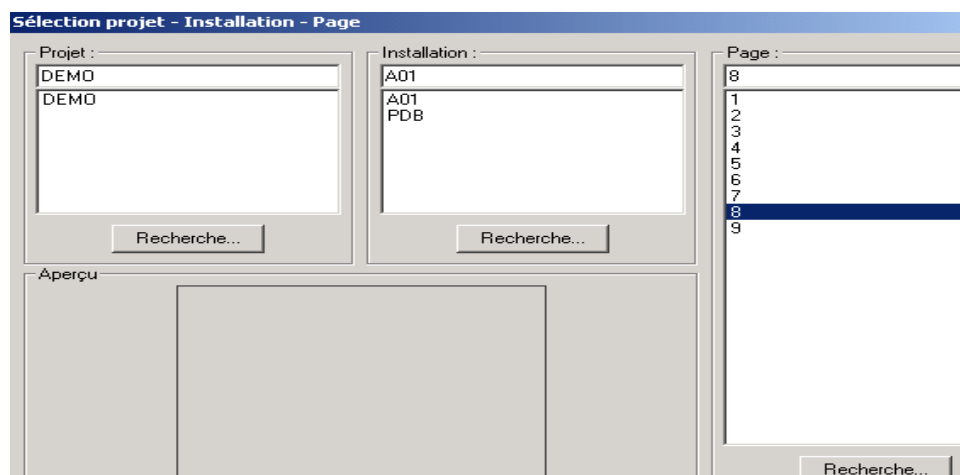 Sélection projet - Installation - Page
Projet :
DEMO
DEMO
Recherche...
Installation :
A01
A01
PDB
Recherche...
Page :
8
1
2
3
4
5
6
7
8
9
Recherche...
Aperçu